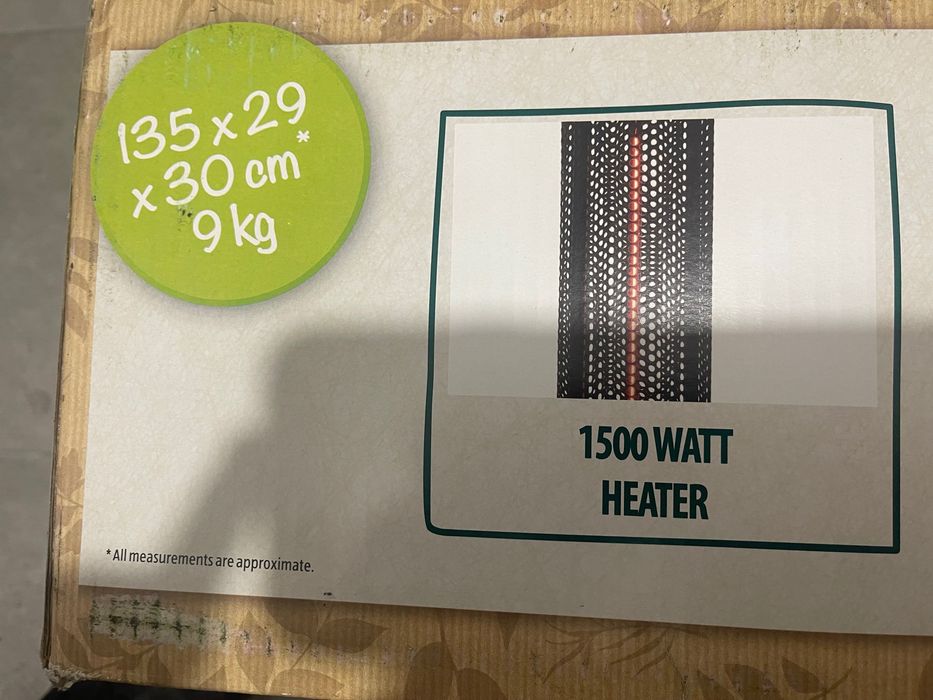 135 x 29
x 30 cm*
9 kg
1500 WATT
HEATER
* All measurements are approximate.